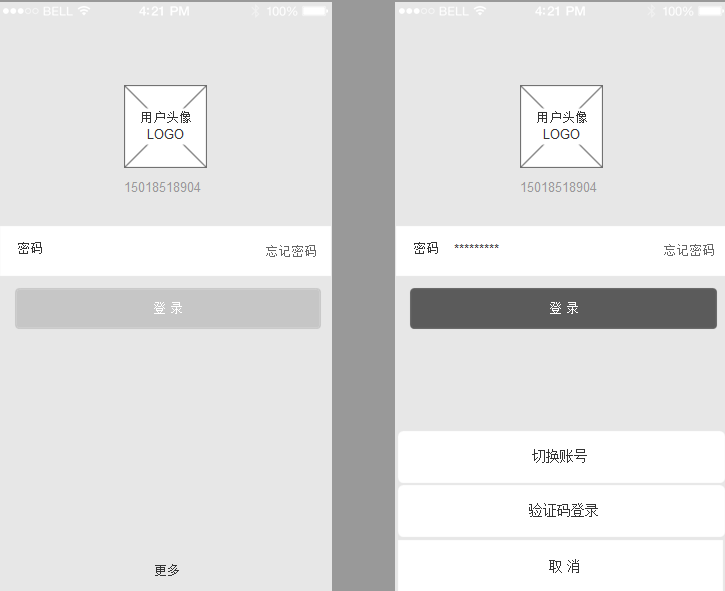 BELL 4:21 PM 100%
用户头像
LOGO
15018518904
密码 忘记密码
登 录
更多
BELL 4:21 PM 100%
用户头像
LOGO
15018518904
密码 ********* 忘记密码
登 录
切换账号
验证码登录
取 消